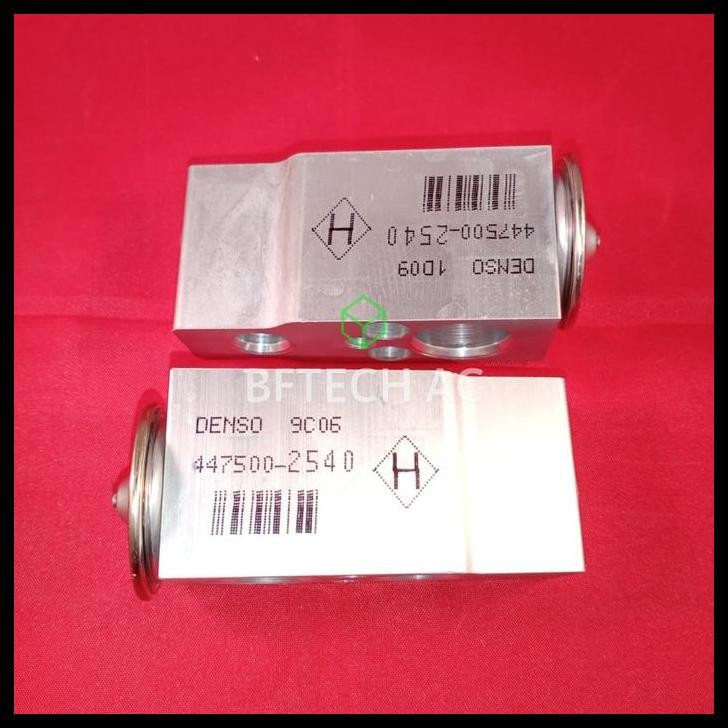 H
447500-2540
DENSO 1D09
BFTECH AC
DENSO 9C06
447500-2540
H